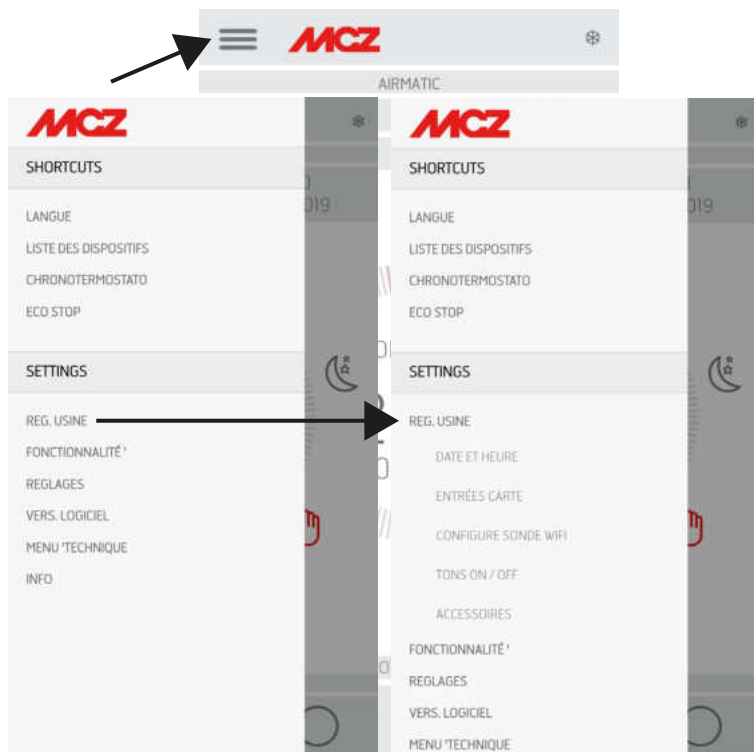 MCZ
AIRMATIC
MCZ
SHORTCUTS
LANGUE
LISTE DES DISPOSITIFS
CHRONOTERMOSTATO
ECO STOP
SETTINGS
REG. USINE
FONCTIONNALITÉ'
REGLAGES
VERS. LOGICIEL
MENU 'TECHNIQUE
INFO
019
MCZ
SHORTCUTS
LANGUE
LISTE DES DISPOSITIFS
CHRONOTERMOSTATO
ECO STOP
SETTINGS
REG. USINE
DATE ET HEURE
ENTRÉES CARTE
CONFIGURE SONDE WIFI
TONS ON / OFF
ACCESSOIRES
FONCTIONNALITÉ'
REGLAGES
VERS. LOGICIEL
MENU 'TECHNIQUE
019